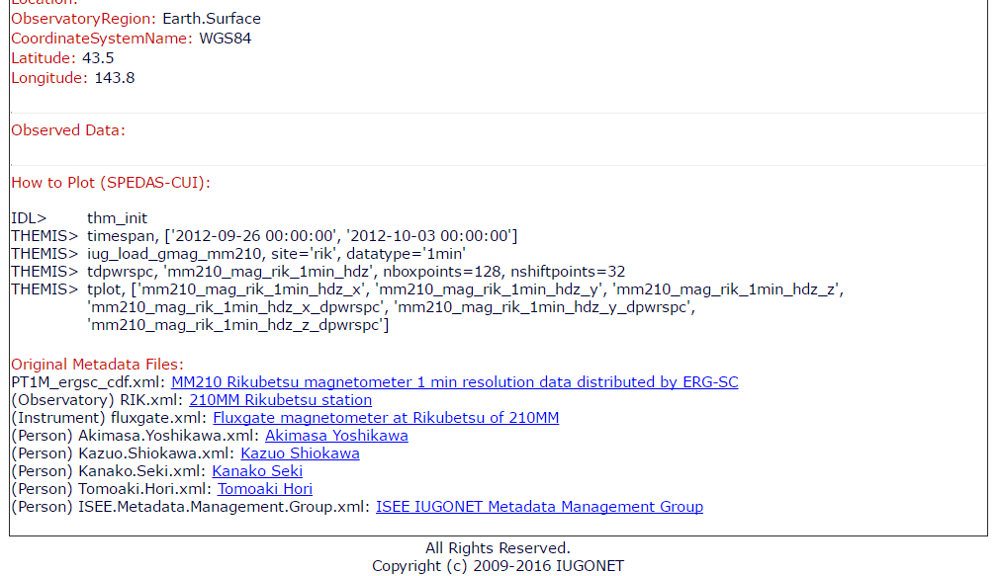 Location:
ObservatoryRegion: Earth.Surface
CoordinateSystemName: WGS84
Latitude: 43.5
Longitude: 143.8
Observed Data:
How to Plot (SPEDAS-CUI):
IDL> thm_init
THEMIS> timespan, ['2012-09-26 00:00:00', '2012-10-03 00:00:00']
THEMIS> iug_load_gmag_mm210, site='rik', datatype='1min'
THEMIS> tdpwrspc, 'mm210_mag_rik_1min_hdz', nboxpoints=128, nshiftpoints=32
THEMIS> tplot, ['mm210_mag_rik_1min_hdz_x', 'mm210_mag_rik_1min_hdz_y', 'mm210_mag_rik_1min_hdz_z',
'mm210_mag_rik_1min_hdz_x_dpwrspc', 'mm210_mag_rik_1min_hdz_y_dpwrspc',
'mm210_mag_rik_1min_hdz_z_dpwrspc']
Original Metadata Files:
PT1M_ergsc_cdf.xml: MM210 Rikubetsu magnetometer 1 min resolution data distributed by ERG-SC
(Observatory) RIK.xml: 210MM Rikubetsu station
(Instrument) fluxgate.xml: Fluxgate magnetometer at Rikubetsu of 210MM
(Person) Akimasa.Yoshikawa.xml: Akimasa Yoshikawa
(Person) Kazuo.Shiokawa.xml: Kazuo Shiokawa
(Person) Kanako.Seki.xml: Kanako Seki
(Person) Tomoaki.Hori.xml: Tomoaki Hori
(Person) ISEE.Metadata.Management.Group.xml: ISEE IUGONET Metadata Management Group
All Rights Reserved.
Copyright (c) 2009-2016 IUGONET